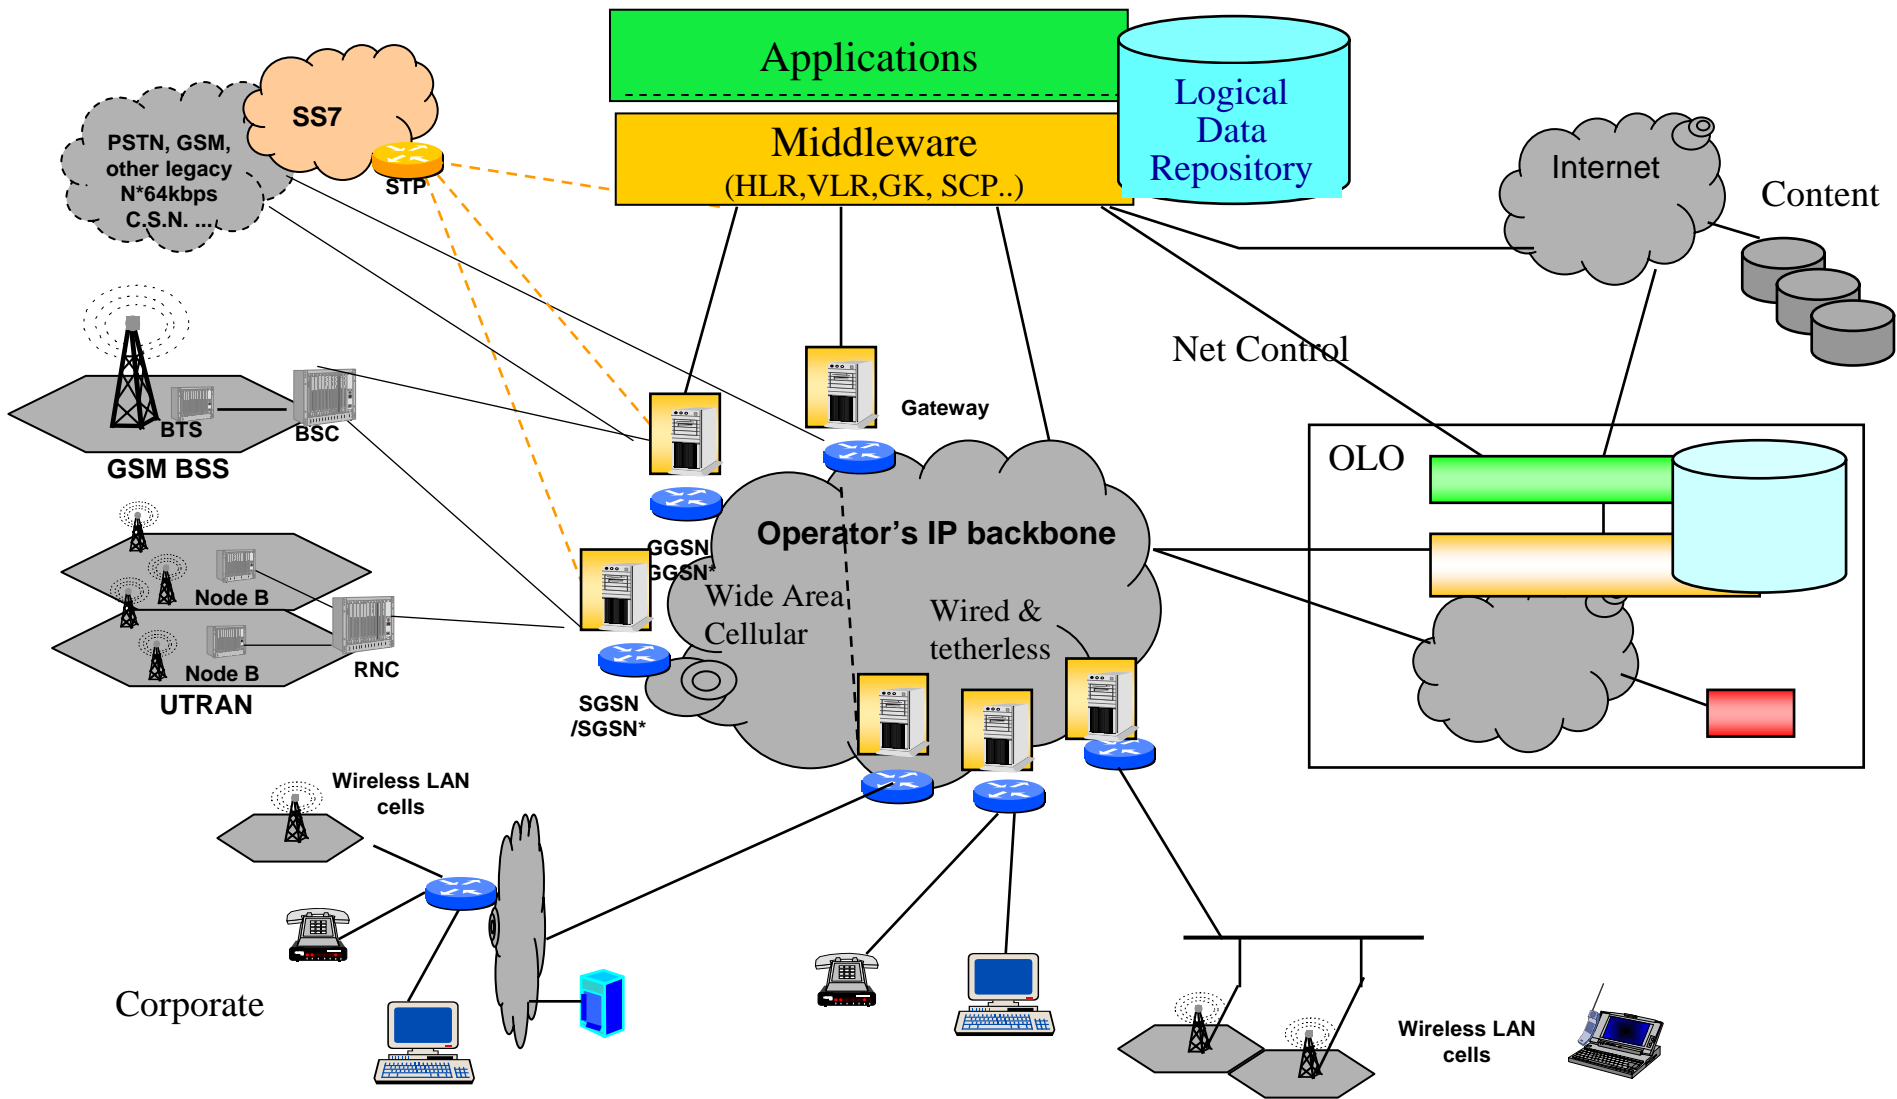 Applications
Logical
Data
Repository
SS7
PSTN, GSM,
other legacy
N*64kbps
C.S.N. ...
STP
Middleware
(HLR,VLR,GK, SCP..)
Internet
Content
Net Control
Gateway
BTS
BSC
GSM BSS
OLO
Operator’s IP backbone
GGSN
GGSN*
Wide Area
Cellular
Wired &
tetherless
Node B
Node B
RNC
UTRAN
SGSN
/SGSN*
Wireless LAN
cells
Corporate
Wireless LAN
cells